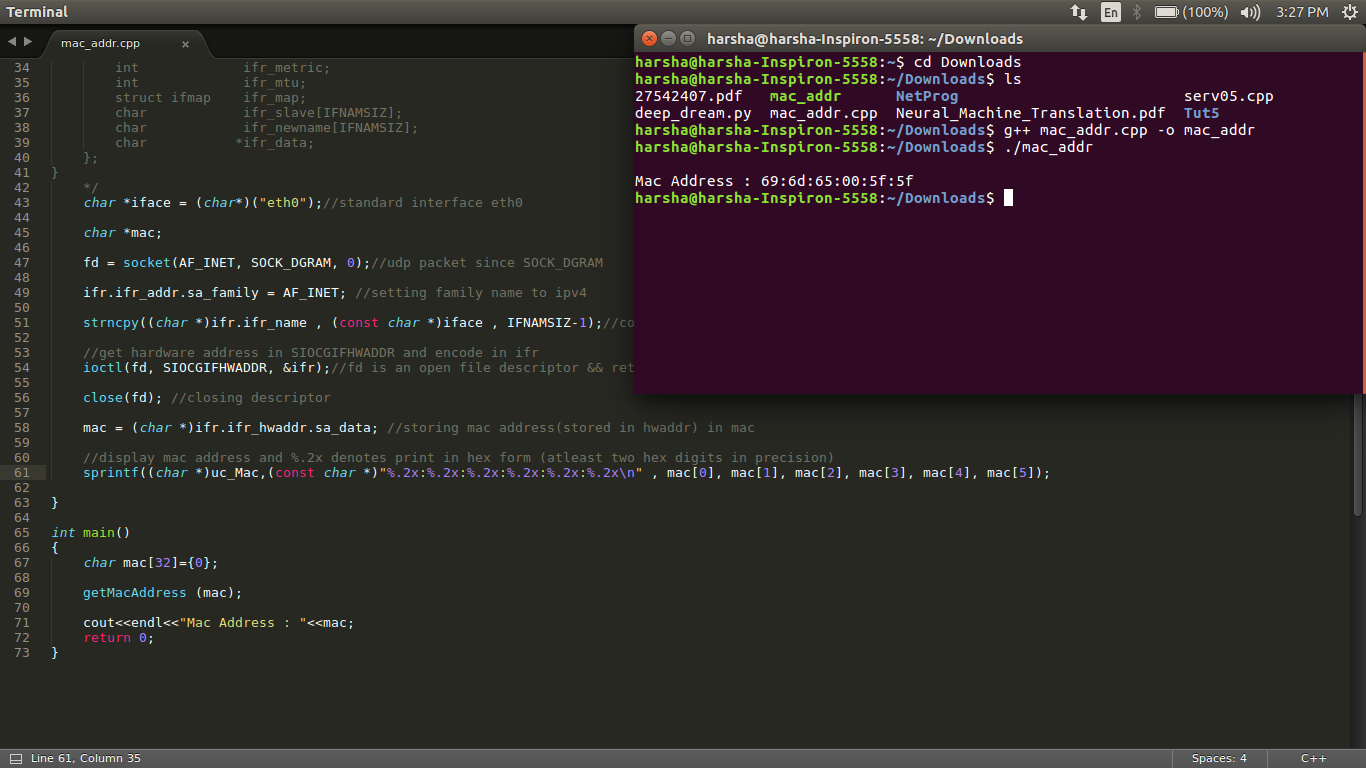 Terminal
En
(100%)
3:27 PM
mac_addr.cpp ×
34 int ifr_metric;
35 int ifr_mtu;
36 struct ifmap ifr_map;
37 char ifr_slave[IFNAMSIZ];
38 char ifr_newname[IFNAMSIZ];
39 char *ifr_data;
40 };
41 }
42 */
43 char *iface = (char*)("eth0");//standard interface eth0
44
45 char *mac;
46
47 fd = socket(AF_INET, SOCK_DGRAM, 0);//udp packet since SOCK_DGRAM
48
49 ifr.ifr_addr.sa_family = AF_INET; //setting family name to ipv4
50
51 strncpy((char *)ifr.ifr_name , (const char *)iface , IFNAMSIZ-1);//co
52
53 //get hardware address in SIOCGIFHWADDR and encode in ifr
54 ioctl(fd, SIOCGIFHWADDR, &ifr);//fd is an open file descriptor && ret
55
56 close(fd); //closing descriptor
57
58 mac = (char *)ifr.ifr_hwaddr.sa_data; //storing mac address(stored in hwaddr) in mac
59
60 //display mac address and %.2x denotes print in hex form (atleast two hex digits in precision)
61 sprintf((char *)uc_Mac,(const char *)"%.2x:%.2x:%.2x:%.2x:%.2x:%.2x\n" , mac[0], mac[1], mac[2], mac[3], mac[4], mac[5]);
62
63 }
64
65 int main()
66 {
67 char mac[32]={0};
68
69 getMacAddress (mac);
70
71 cout<<endl<<"Mac Address : "<<mac;
72 return 0;
73 }
harsha@harsha-Inspiron-5558: ~/Downloads
harsha@harsha-Inspiron-5558:~$ cd Downloads
harsha@harsha-Inspiron-5558:~/Downloads$ ls
27542407.pdf mac_addr NetProg serv05.cpp
deep_dream.py mac_addr.cpp Neural_Machine_Translation.pdf Tut5
harsha@harsha-Inspiron-5558:~/Downloads$ g++ mac_addr.cpp -o mac_addr
harsha@harsha-Inspiron-5558:~/Downloads$ ./mac_addr
Mac Address : 69:6d:65:00:5f:5f
harsha@harsha-Inspiron-5558:~/Downloads$
Line 61, Column 35
Spaces: 4
C++